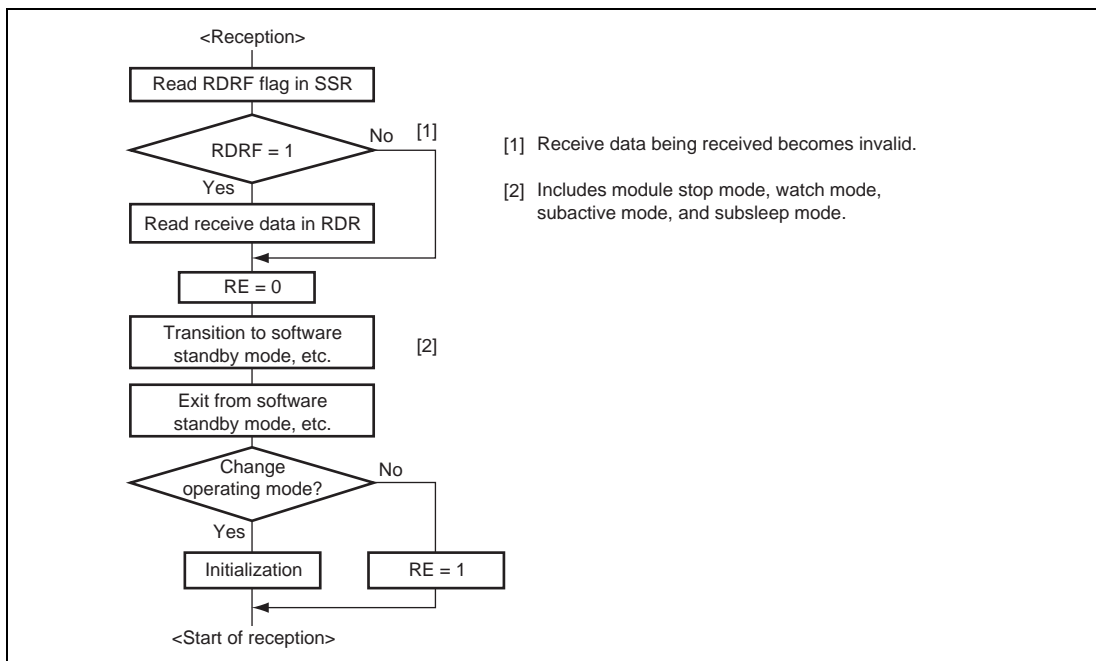 <Reception>
Read RDRF flag in SSR
No [1]
RDRF = 1
Yes
Read receive data in RDR
RE = 0
Transition to software
standby mode, etc.
[2]
Exit from software
standby mode, etc.
Change
operating mode?
No
Yes
Initialization
RE = 1
<Start of reception>
[1] Receive data being received becomes invalid.
[2] Includes module stop mode, watch mode,
subactive mode, and subsleep mode.